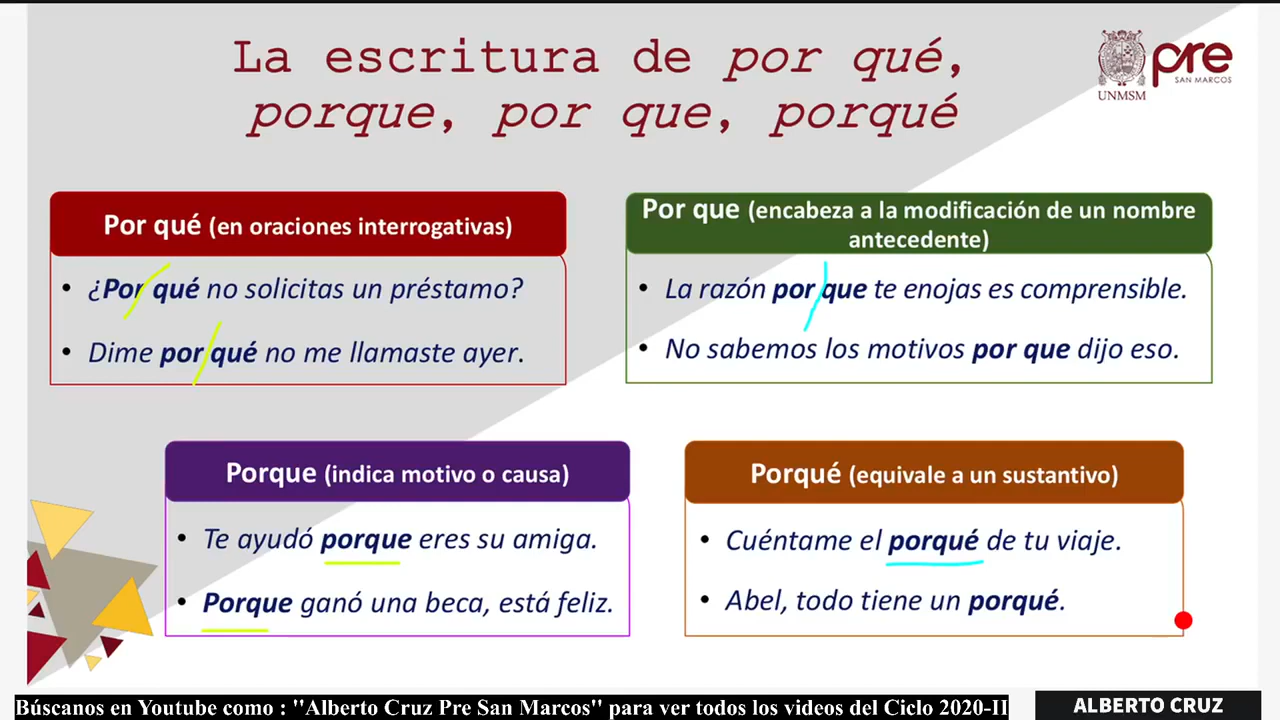 La escritura de por qué,
porque, por que, porqué
UNMSM
pre
SAN MARCOS
Por qué (en oraciones interrogativas)
• ¿Por qué no solicitas un préstamo?
• Dime por qué no me llamaste ayer.
Por que (encabeza a la modificación de un nombre
antecedente)
• La razón por que te enojas es comprensible.
• No sabemos los motivos por que dijo eso.
Porque (indica motivo o causa)
• Te ayudó porque eres su amiga.
• Porque ganó una beca, está feliz.
Porqué (equivale a un sustantivo)
• Cuéntame el porqué de tu viaje.
• Abel, todo tiene un porqué.
Búscanos en Youtube como : "Alberto Cruz Pre San Marcos" para ver todos los videos del Ciclo 2020-II
ALBERTO CRUZ